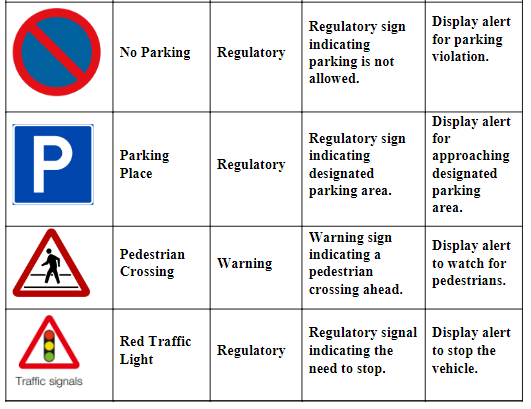 No Parking
Regulatory
Regulatory sign
indicating
parking is not
allowed.
Display alert
for parking
violation.
P
Parking
Place
Regulatory
Regulatory sign
indicating
designated
parking area.
Display alert
for
approaching
designated
parking
area.
Pedestrian
Crossing
Warning
Warning sign
indicating a
pedestrian
crossing ahead.
Display alert
to watch for
pedestrians.
Traffic signals
Red Traffic
Light
Regulatory
Regulatory signal
indicating the
need to stop.
Display alert
to stop the
vehicle.